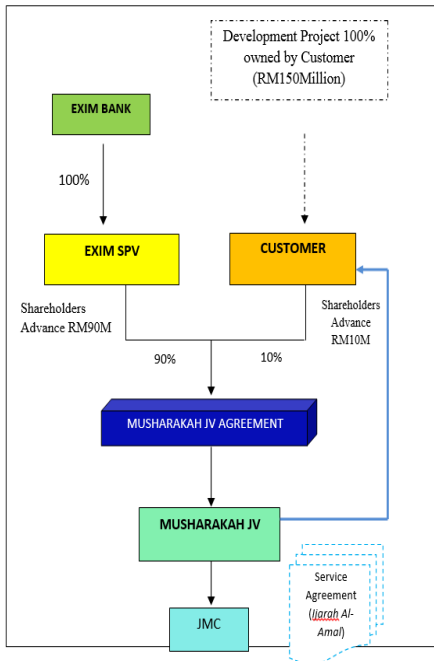 Development Project 100%
owned by Customer
(RM150Million)
EXIM BANK
100%
EXIM SPV
CUSTOMER
Shareholders
Advance RM90M
Shareholders
Advance
RM10M
90%
10%
MUSHARAKAH JV AGREEMENT
MUSHARAKAH JV
Service
Agreement
(Ijarah Al-
Amal)
JMC